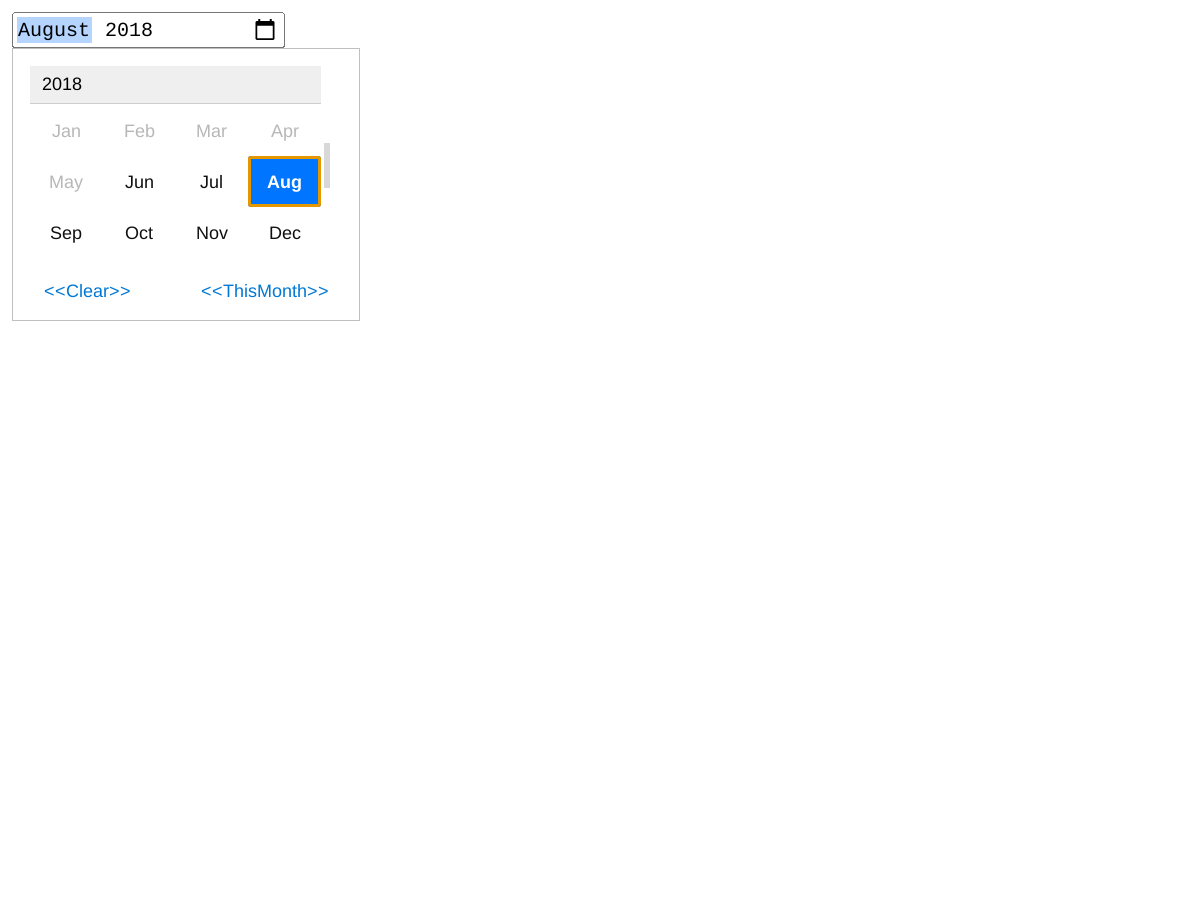 August 2018
2018
Jan Feb Mar Apr
May Jun Jul Aug
Sep Oct Nov Dec
<<Clear>> <<ThisMonth>>